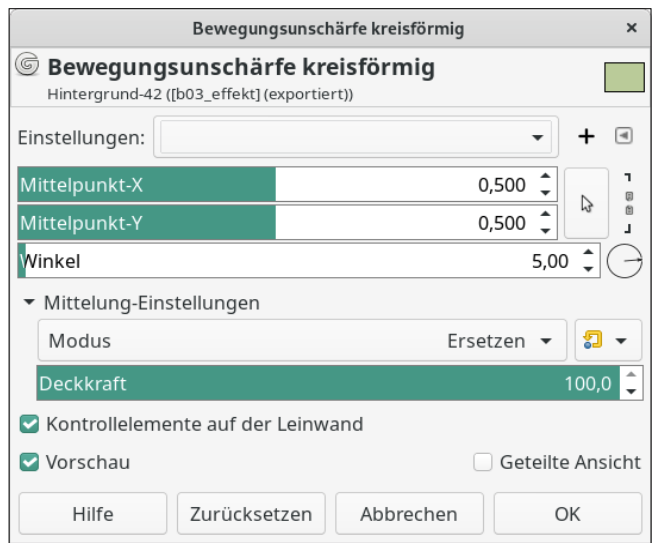 Bewegungsunschärfe kreisförmig
Bewegungsunschärfe kreisförmig
Hintergrund-42 ([b03_effekt] (exportiert))
Einstellungen:
Mittelpunkt-X 0,500
Mittelpunkt-Y 0,500
Winkel 5,00
Mittelung-Einstellungen
Modus Ersetzen
Deckkraft 100,0
Kontrollelemente auf der Leinwand
Vorschau Geteilte Ansicht
Hilfe Zurücksetzen Abbrechen OK